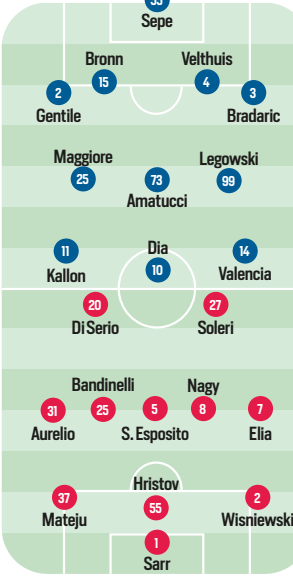 33
Sepe
Bronn
Velthuis
15
4
2
3
Gentile
Bradaric
Maggiore
Legowski
25
73
99
Amatucci
11
Dia
14
Kallon
10
Valencia
20
27
Di Serio
Soleri
Bandinelli
Nagy
31
25
5
8
7
Aurelio
S. Esposito
Elia
Hristov
37
55
2
Mateju
Wisniewski
1
Sarr